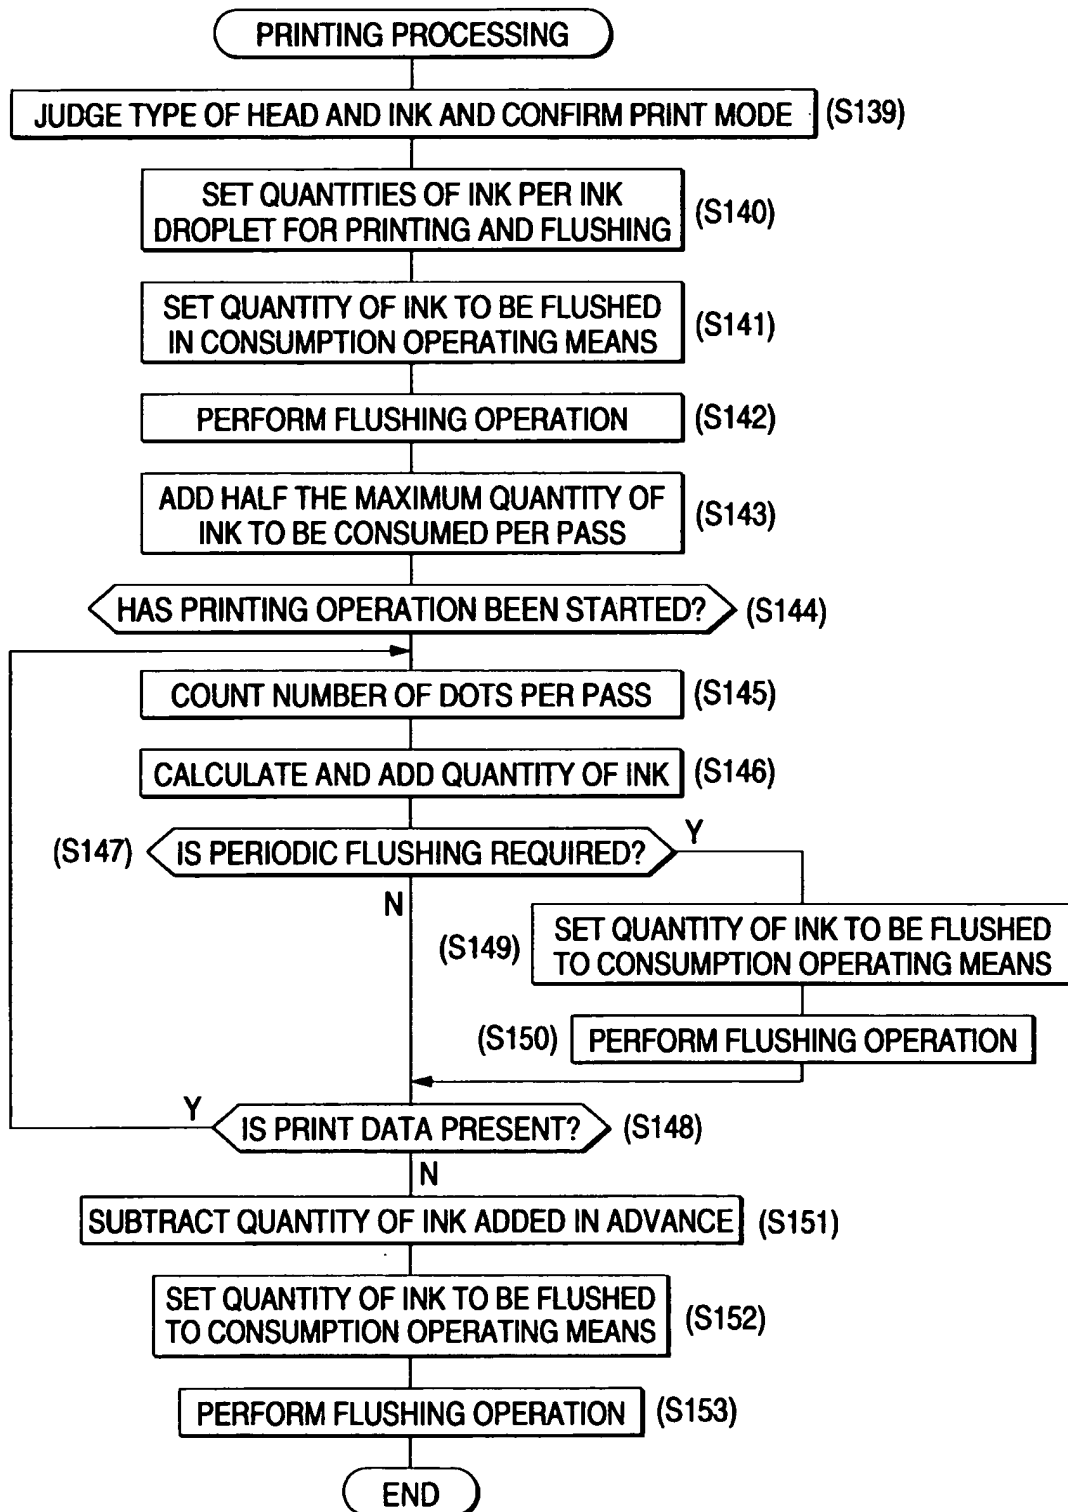 PRINTING PROCESSING
JUDGE TYPE OF HEAD AND INK AND CONFIRM PRINT MODE (S139)
SET QUANTITIES OF INK PER INK
DROPLET FOR PRINTING AND FLUSHING
(S140)
SET QUANTITY OF INK TO BE FLUSHED
IN CONSUMPTION OPERATING MEANS
(S141)
PERFORM FLUSHING OPERATION (S142)
ADD HALF THE MAXIMUM QUANTITY OF
INK TO BE CONSUMED PER PASS
(S143)
HAS PRINTING OPERATION BEEN STARTED? (S144)
COUNT NUMBER OF DOTS PER PASS (S145)
CALCULATE AND ADD QUANTITY OF INK (S146)
(S147) IS PERIODIC FLUSHING REQUIRED? Y
N
(S149)
SET QUANTITY OF INK TO BE FLUSHED
TO CONSUMPTION OPERATING MEANS
(S150) PERFORM FLUSHING OPERATION
Y IS PRINT DATA PRESENT? (S148)
N
SUBTRACT QUANTITY OF INK ADDED IN ADVANCE (S151)
SET QUANTITY OF INK TO BE FLUSHED
TO CONSUMPTION OPERATING MEANS
(S152)
PERFORM FLUSHING OPERATION (S153)
END